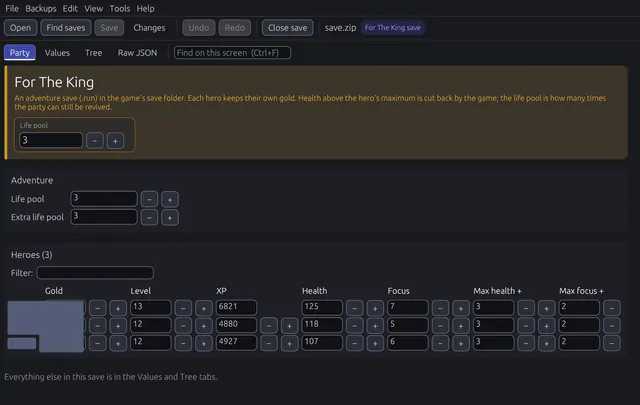 File Backups Edit View Tools Help
Open Find saves Save Changes Undo Redo Close save save.zip For The King save
Party Values Tree Raw JSON Find on this screen (Ctrl+F)
For The King
An adventure save (.run) in the game's save folder. Each hero keeps their own gold. Health above the hero's maximum is cut back by the game; the life pool is how many times
the party can still be revived.
Life pool
3 − +
Adventure
Life pool 3 − +
Extra life pool 3 − +
Heroes (3)
Filter:
Gold Level XP Health Focus Max health + Max focus +
− + 13 − + 6821 125 − + 7 − + 3 − + 2 − +
− + 12 − + 4880 − + 118 − + 5 − + 3 − + 2 − +
− + 12 − + 4927 − + 107 − + 6 − + 3 − + 2 − +
Everything else in this save is in the Values and Tree tabs.